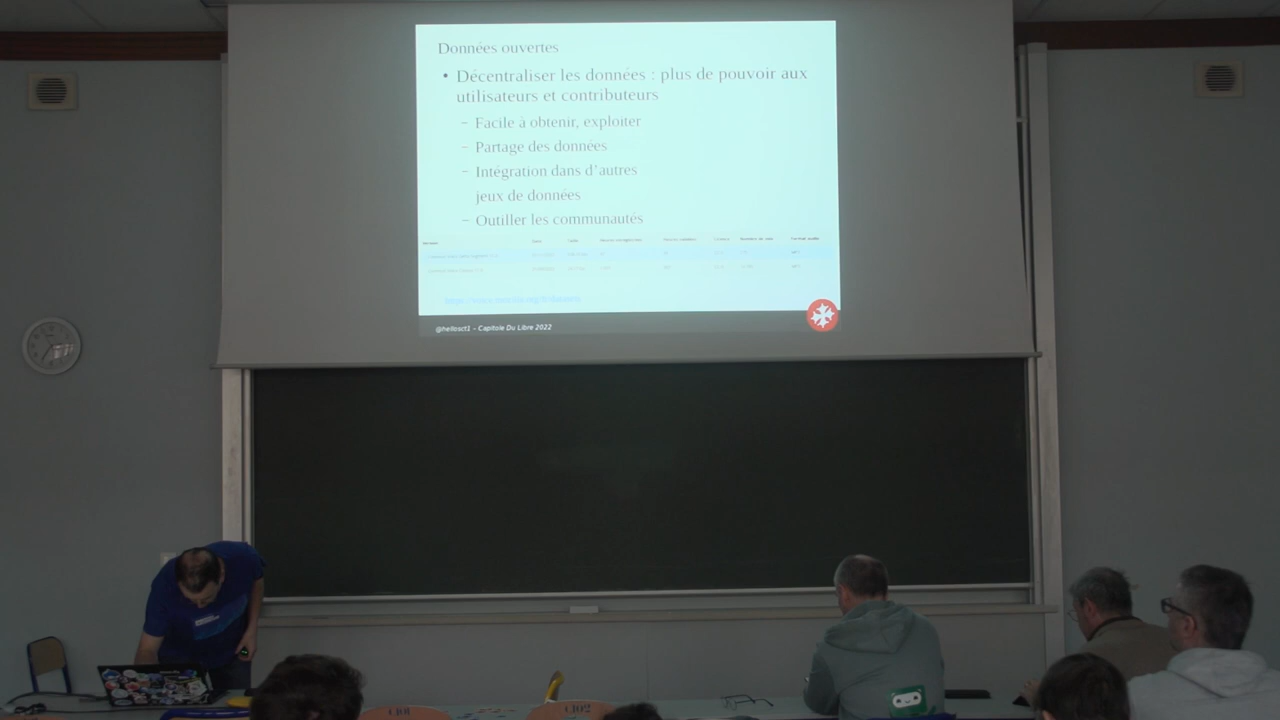 Données ouvertes
• Décentraliser les données : plus de pouvoir aux
utilisateurs et contributeurs
– Facile à obtenir, exploiter
– Partage des données
– Intégration dans d'autres
jeux de données
– Outiller les communautés
@hellosct1 – Capitole Du Libre 2022